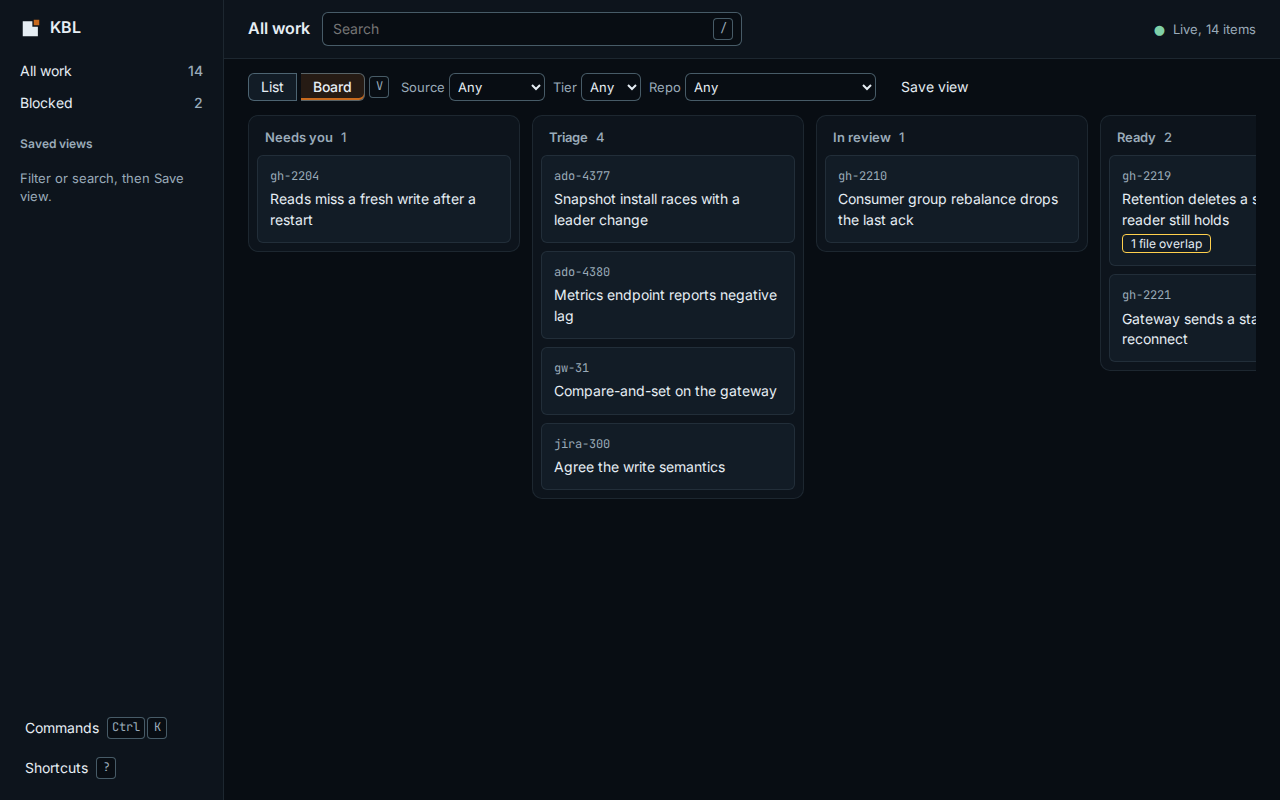 KBL
All work 14
Blocked 2
Saved views
Filter or search, then Save
view.
Commands Ctrl K
Shortcuts ?
All work Search /
Live, 14 items
List Board V Source Any Tier Any Repo Any Save view
Needs you 1
gh-2204
Reads miss a fresh write after a
restart
Triage 4
ado-4377
Snapshot install races with a
leader change
ado-4380
Metrics endpoint reports negative
lag
gw-31
Compare-and-set on the gateway
jira-300
Agree the write semantics
In review 1
gh-2210
Consumer group rebalance drops
the last ack
Ready 2
gh-2219
Retention deletes a
reader still holds
1 file overlap
gh-2221
Gateway sends a
reconnect